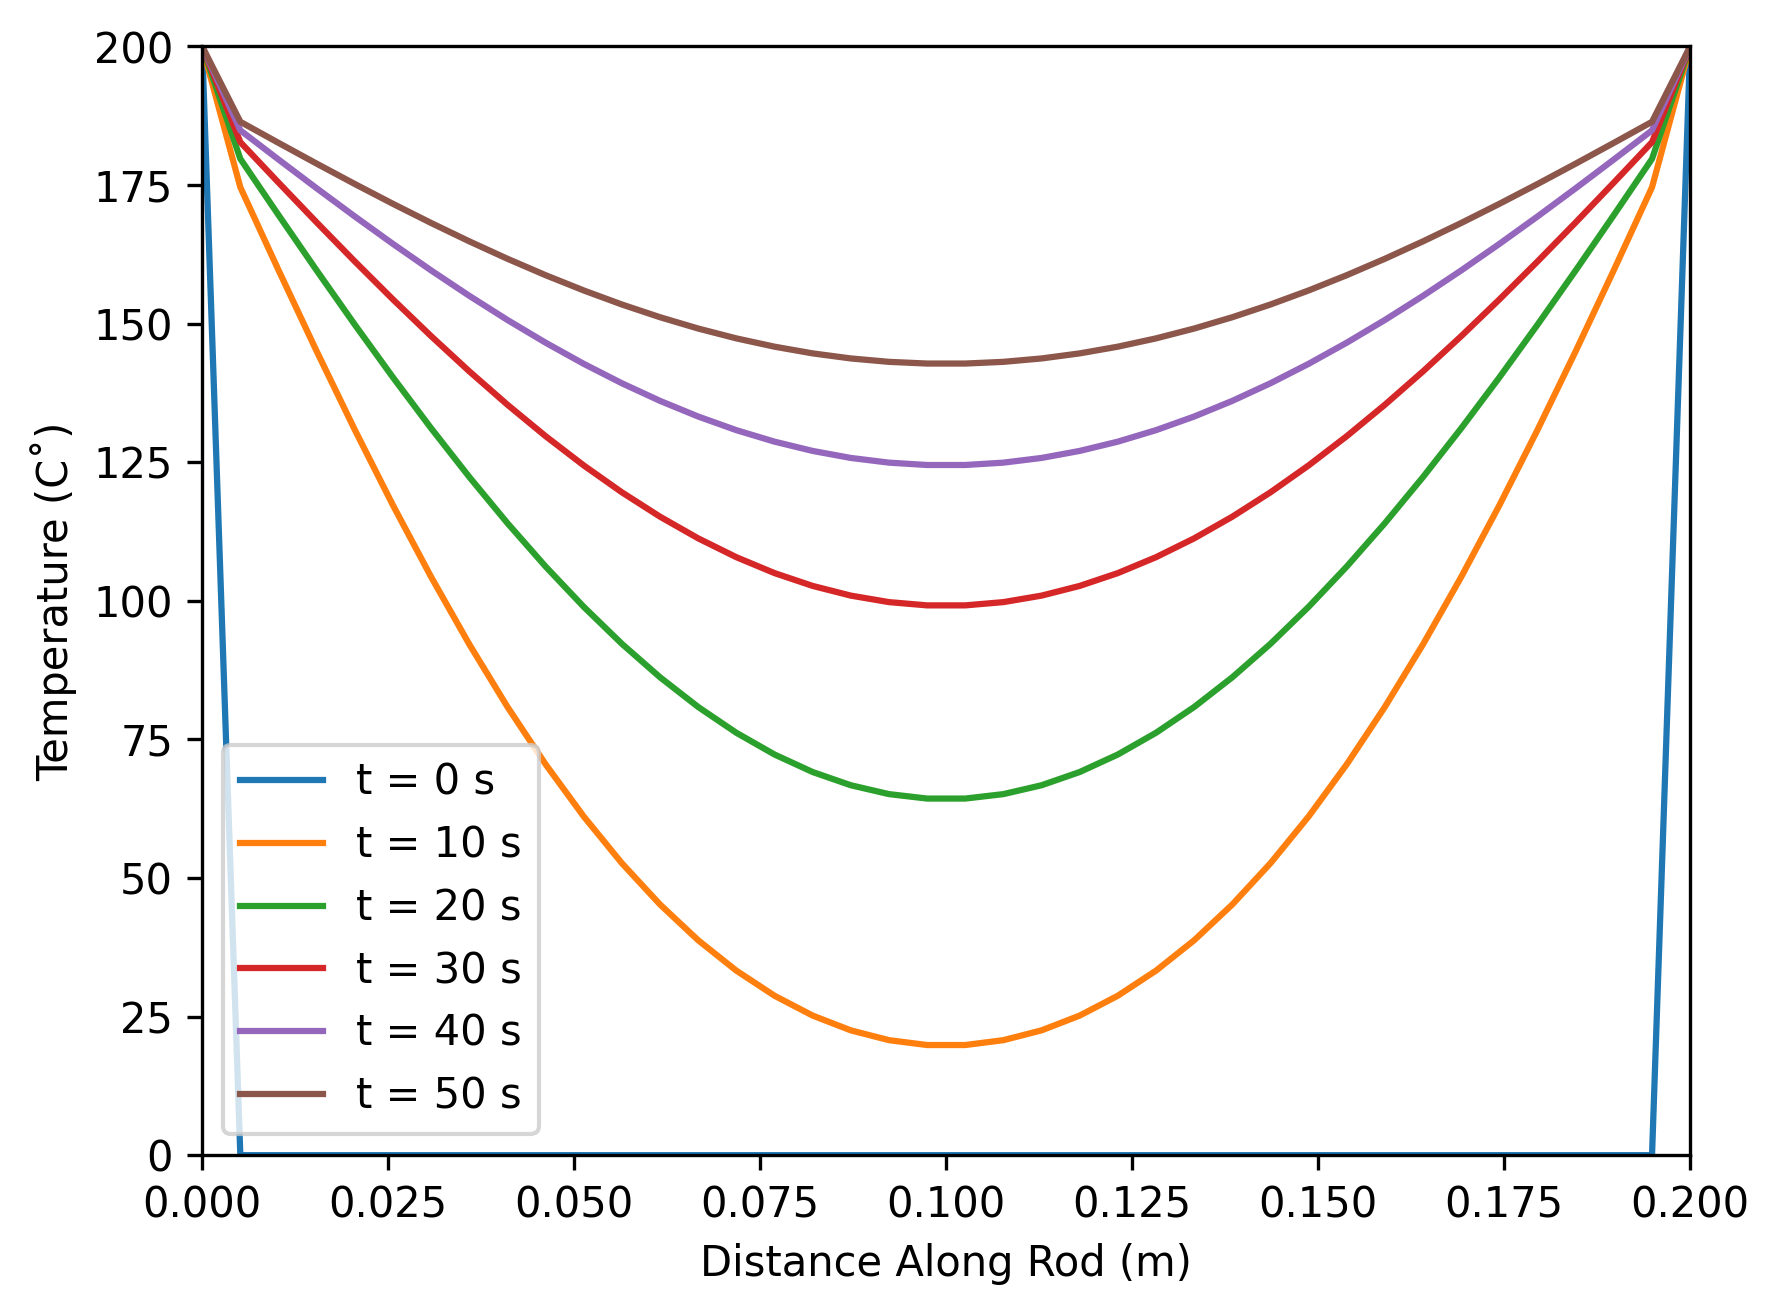 200
175
150
125
100
75
50
25
0
Temperature (C˚)
t = 0 s
t = 10 s
t = 20 s
t = 30 s
t = 40 s
t = 50 s
0.000 0.025 0.050 0.075 0.100 0.125 0.150 0.175 0.200
Distance Along Rod (m)